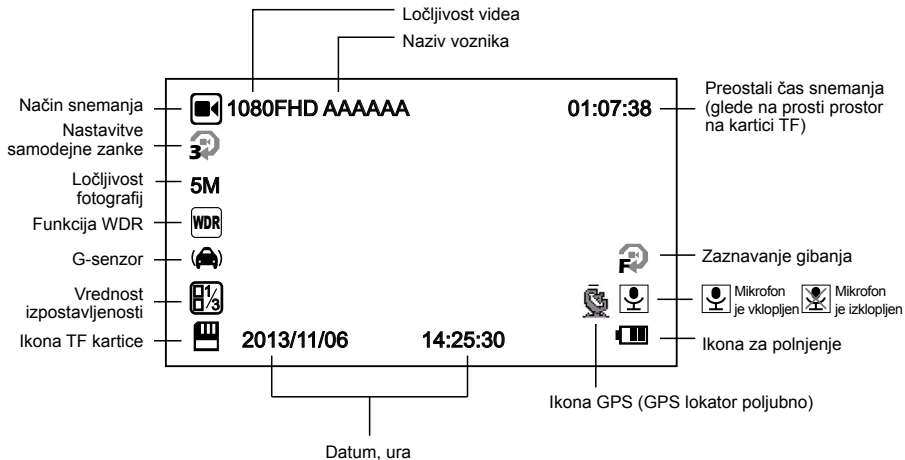 Ločljivost videa
Naziv voznika
Način snemanja
1080FHD AAAAAA
01:07:38
Preostali čas snemanja
(glede na prosti prostor
na kartici TF)
Nastavitve
samodejne zanke
3
Ločljivost
fotografij
5M
Funkcija WDR
WDR
G-senzor
F
Zaznavanje gibanja
Vrednost
izpostavljenosti
1/3
Mikrofon
je vklopljen
Mikrofon
je izklopljen
Ikona TF kartice
2013/11/06
14:25:30
Ikona za polnjenje
Ikona GPS (GPS lokator poljubno)
Datum, ura